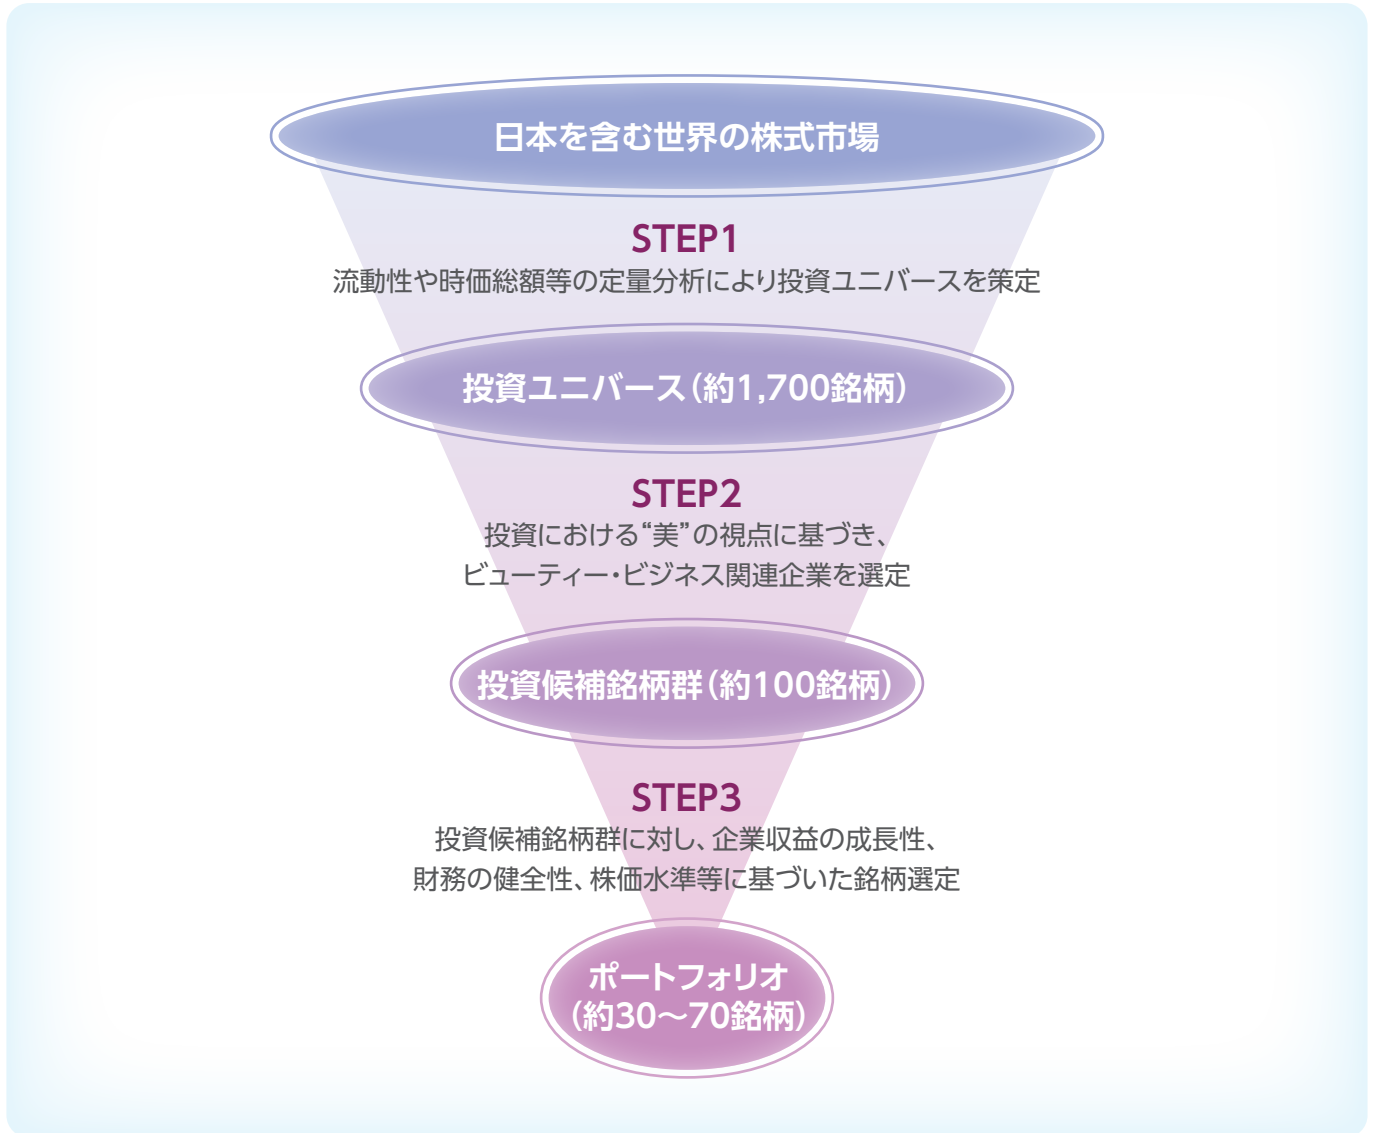 日本を含む世界の株式市場
STEP1
流動性や時価総額等の定量分析により投資ユニバースを策定
投資ユニバース（約1,700銘柄）
STEP2
投資における“美”の視点に基づき、
ビューティー・ビジネス関連企業を選定
投資候補銘柄群（約100銘柄）
STEP3
投資候補銘柄群に対し、企業収益の成長性、
財務の健全性、株価水準等に基づいた銘柄選定
ポートフォリオ
（約30～70銘柄）